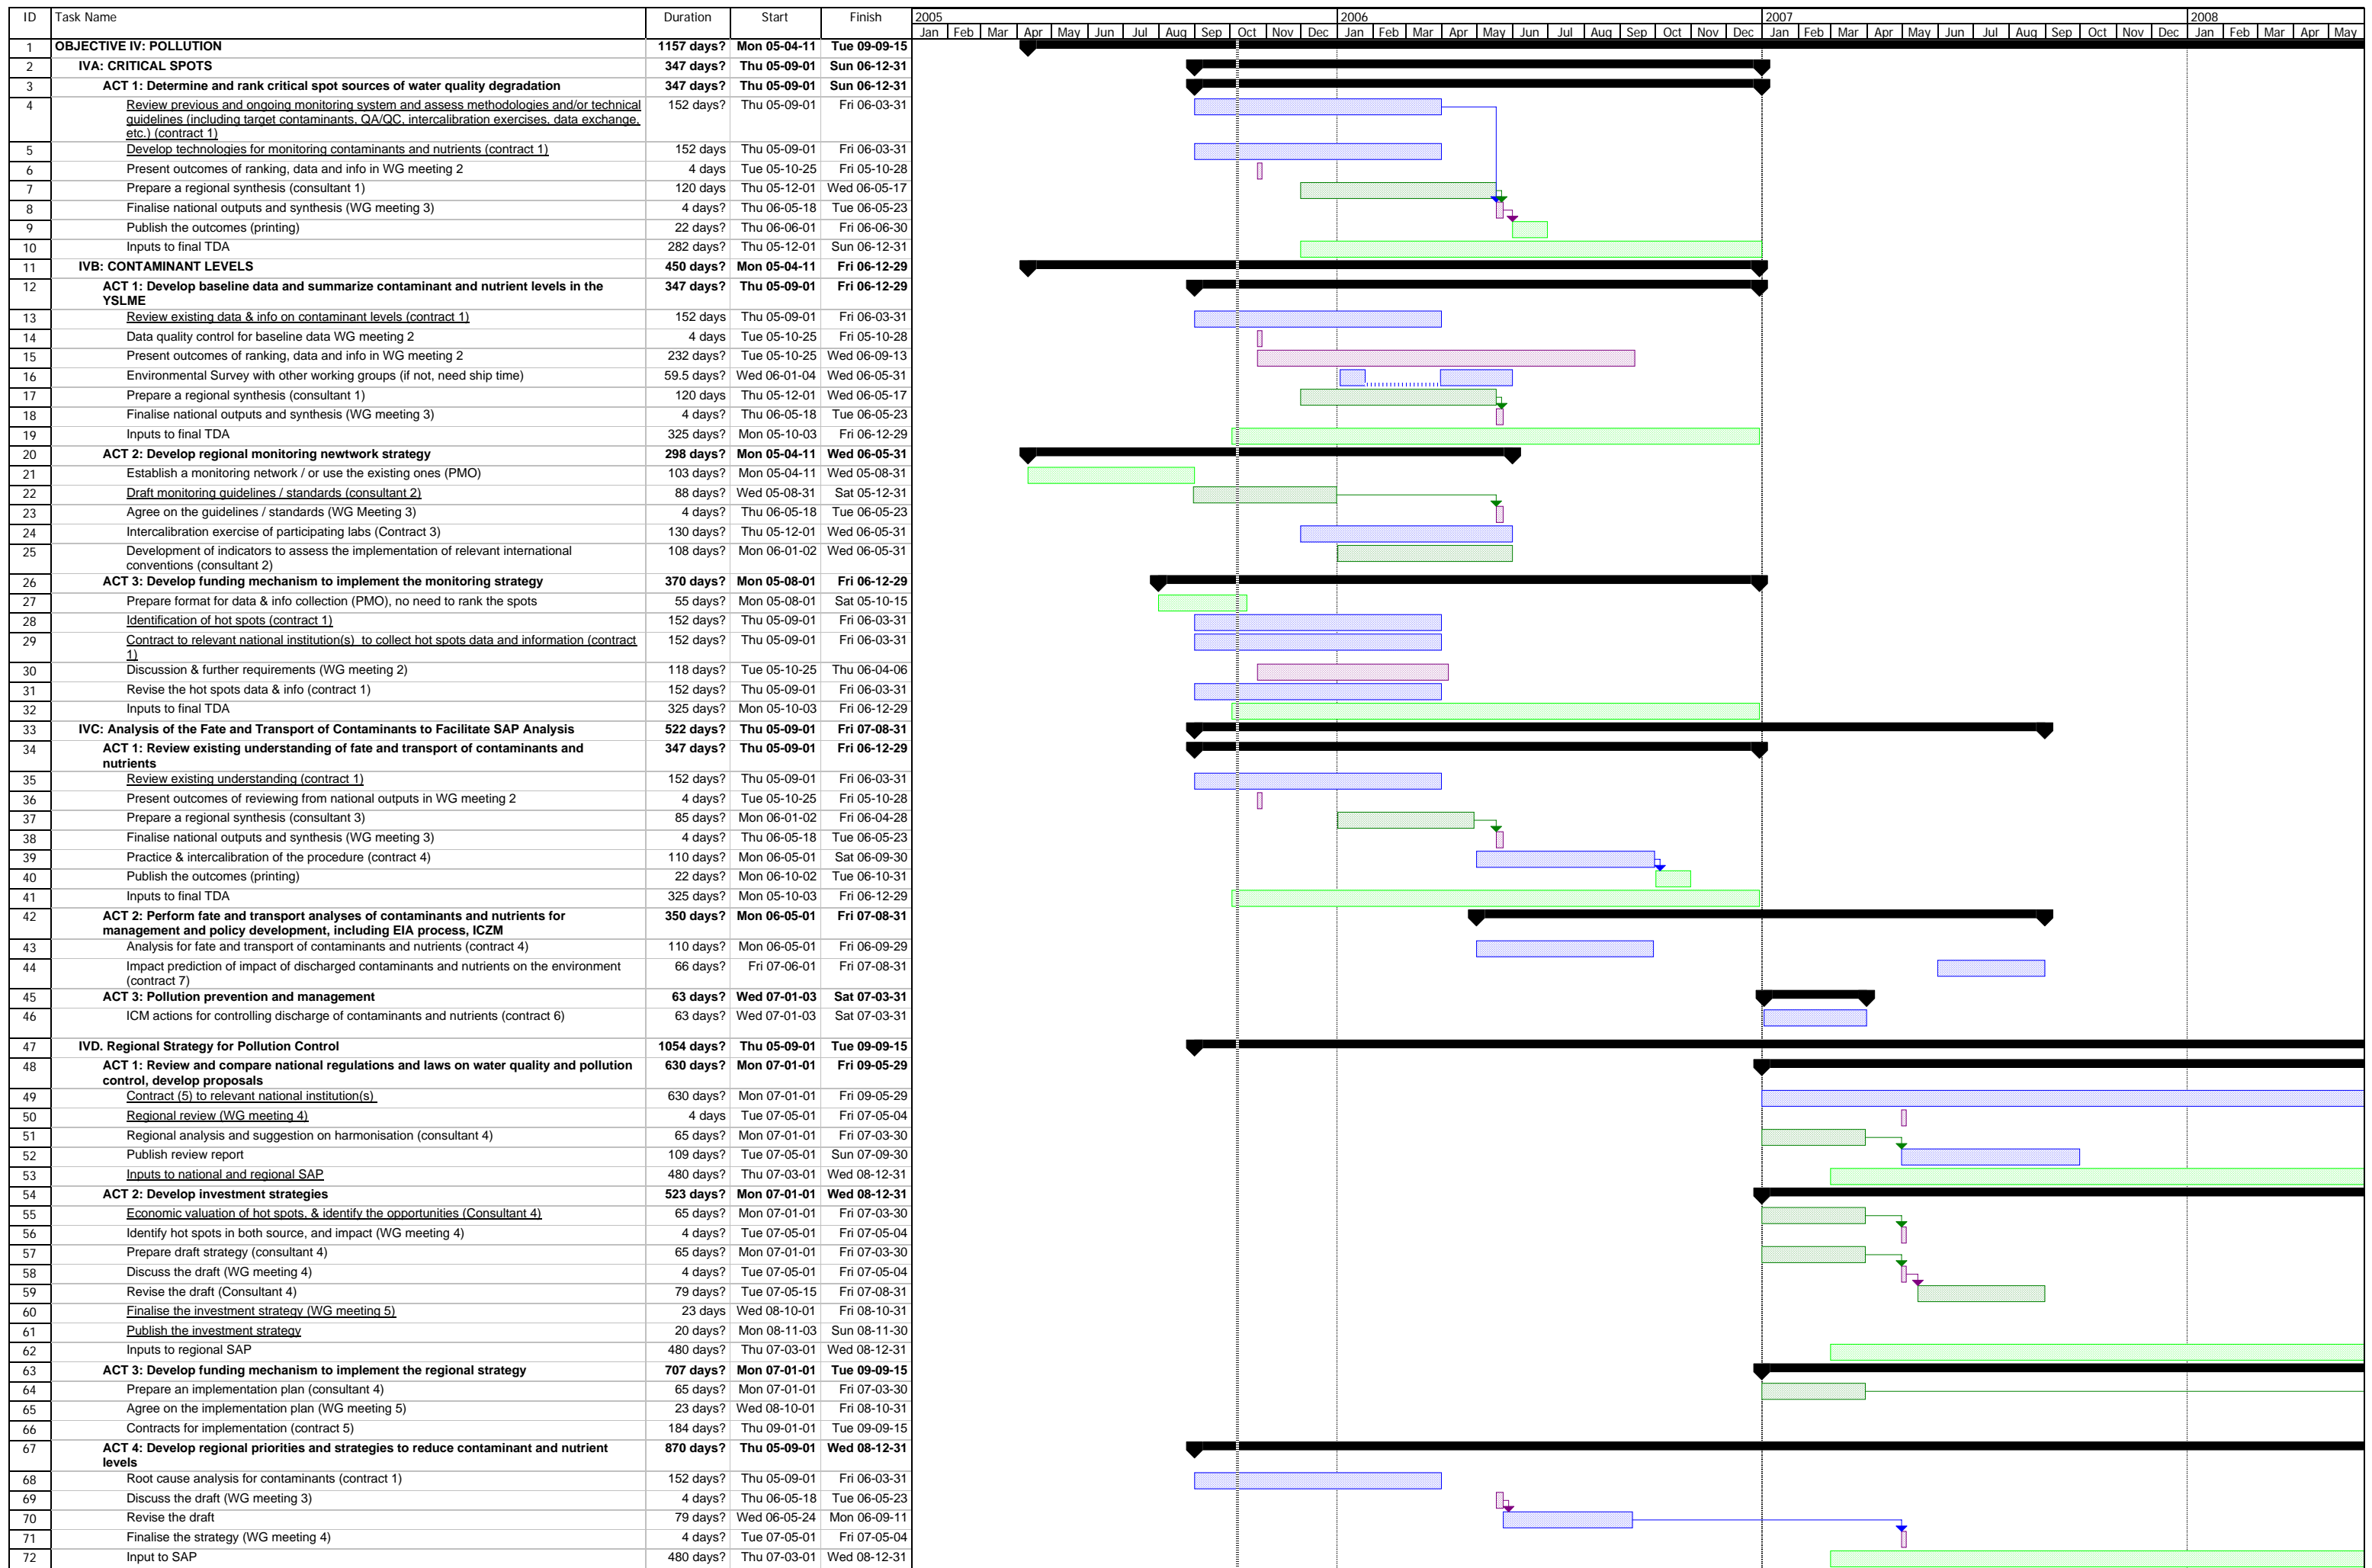 ID Task Name Duration Start Finish 2005 2006 2007 2008
Jan Feb Mar Apr May Jun Jul Aug Sep Oct Nov Dec Jan Feb Mar Apr May Jun Jul Aug Sep Oct Nov Dec Jan Feb Mar Apr May Jun Jul Aug Sep Oct Nov Dec Jan Feb Mar Apr May
1 OBJECTIVE IV: POLLUTION 1157 days? Mon 05-04-11 Tue 09-09-15
2 IVA: CRITICAL SPOTS 347 days? Thu 05-09-01 Sun 06-12-31
3 ACT 1: Determine and rank critical spot sources of water quality degradation 347 days? Thu 05-09-01 Sun 06-12-31
4 Review previous and ongoing monitoring system and assess methodologies and/or technical 152 days? Thu 05-09-01 Fri 06-03-31
guidelines (including target contaminants, QA/QC, intercalibration exercises, data exchange,
etc.) (contract 1)
5 Develop technologies for monitoring contaminants and nutrients (contract 1) 152 days Thu 05-09-01 Fri 06-03-31
6 Present outcomes of ranking, data and info in WG meeting 2 4 days Tue 05-10-25 Fri 05-10-28
7 Prepare a regional synthesis (consultant 1) 120 days Thu 05-12-01 Wed 06-05-17
8 Finalise national outputs and synthesis (WG meeting 3) 4 days? Thu 06-05-18 Tue 06-05-23
9 Publish the outcomes (printing) 22 days? Thu 06-06-01 Fri 06-06-30
10 Inputs to final TDA 282 days? Thu 05-12-01 Sun 06-12-31
11 IVB: CONTAMINANT LEVELS 450 days? Mon 05-04-11 Fri 06-12-29
12 ACT 1: Develop baseline data and summarize contaminant and nutrient levels in the 347 days? Thu 05-09-01 Fri 06-12-29
YSLME
13 Review existing data & info on contaminant levels (contract 1) 152 days Thu 05-09-01 Fri 06-03-31
14 Data quality control for baseline data WG meeting 2 4 days Tue 05-10-25 Fri 05-10-28
15 Present outcomes of ranking, data and info in WG meeting 2 232 days? Tue 05-10-25 Wed 06-09-13
16 Environmental Survey with other working groups (if not, need ship time) 59.5 days? Wed 06-01-04 Wed 06-05-31
17 Prepare a regional synthesis (consultant 1) 120 days Thu 05-12-01 Wed 06-05-17
18 Finalise national outputs and synthesis (WG meeting 3) 4 days? Thu 06-05-18 Tue 06-05-23
19 Inputs to final TDA 325 days? Mon 05-10-03 Fri 06-12-29
20 ACT 2: Develop regional monitoring newtwork strategy 298 days? Mon 05-04-11 Wed 06-05-31
21 Establish a monitoring network / or use the existing ones (PMO) 103 days? Mon 05-04-11 Wed 05-08-31
22 Draft monitoring guidelines / standards (consultant 2) 88 days? Wed 05-08-31 Sat 05-12-31
23 Agree on the guidelines / standards (WG Meeting 3) 4 days? Thu 06-05-18 Tue 06-05-23
24 Intercalibration exercise of participating labs (Contract 3) 130 days? Thu 05-12-01 Wed 06-05-31
25 Development of indicators to assess the implementation of relevant international 108 days? Mon 06-01-02 Wed 06-05-31
conventions (consultant 2)
26 ACT 3: Develop funding mechanism to implement the monitoring strategy 370 days? Mon 05-08-01 Fri 06-12-29
27 Prepare format for data & info collection (PMO), no need to rank the spots 55 days? Mon 05-08-01 Sat 05-10-15
28 Identification of hot spots (contract 1) 152 days? Thu 05-09-01 Fri 06-03-31
29 Contract to relevant national institution(s) to collect hot spots data and information (contract 152 days? Thu 05-09-01 Fri 06-03-31
1)
30 Discussion & further requirements (WG meeting 2) 118 days? Tue 05-10-25 Thu 06-04-06
31 Revise the hot spots data & info (contract 1) 152 days? Thu 05-09-01 Fri 06-03-31
32 Inputs to final TDA 325 days? Mon 05-10-03 Fri 06-12-29
33 IVC: Analysis of the Fate and Transport of Contaminants to Facilitate SAP Analysis 522 days? Thu 05-09-01 Fri 07-08-31
34 ACT 1: Review existing understanding of fate and transport of contaminants and 347 days? Thu 05-09-01 Fri 06-12-29
nutrients
35 Review existing understanding (contract 1) 152 days? Thu 05-09-01 Fri 06-03-31
36 Present outcomes of reviewing from national outputs in WG meeting 2 4 days? Tue 05-10-25 Fri 05-10-28
37 Prepare a regional synthesis (consultant 3) 85 days? Mon 06-01-02 Fri 06-04-28
38 Finalise national outputs and synthesis (WG meeting 3) 4 days? Thu 06-05-18 Tue 06-05-23
39 Practice & intercalibration of the procedure (contract 4) 110 days? Mon 06-05-01 Sat 06-09-30
40 Publish the outcomes (printing) 22 days? Mon 06-10-02 Tue 06-10-31
41 Inputs to final TDA 325 days? Mon 05-10-03 Fri 06-12-29
42 ACT 2: Perform fate and transport analyses of contaminants and nutrients for 350 days? Mon 06-05-01 Fri 07-08-31
management and policy development, including EIA process, ICZM
43 Analysis for fate and transport of contaminants and nutrients (contract 4) 110 days? Mon 06-05-01 Fri 06-09-29
44 Impact prediction of impact of discharged contaminants and nutrients on the environment 66 days? Fri 07-06-01 Fri 07-08-31
(contract 7)
45 ACT 3: Pollution prevention and management 63 days? Wed 07-01-03 Sat 07-03-31
46 ICM actions for controlling discharge of contaminants and nutrients (contract 6) 63 days? Wed 07-01-03 Sat 07-03-31
47 IVD. Regional Strategy for Pollution Control 1054 days? Thu 05-09-01 Tue 09-09-15
48 ACT 1: Review and compare national regulations and laws on water quality and pollution 630 days? Mon 07-01-01 Fri 09-05-29
control, develop proposals
49 Contract (5) to relevant national institution(s) 630 days? Mon 07-01-01 Fri 09-05-29
50 Regional review (WG meeting 4) 4 days Tue 07-05-01 Fri 07-05-04
51 Regional analysis and suggestion on harmonisation (consultant 4) 65 days? Mon 07-01-01 Fri 07-03-30
52 Publish review report 109 days? Tue 07-05-01 Sun 07-09-30
53 Inputs to national and regional SAP 480 days? Thu 07-03-01 Wed 08-12-31
54 ACT 2: Develop investment strategies 523 days? Mon 07-01-01 Wed 08-12-31
55 Economic valuation of hot spots, & identify the opportunities (Consultant 4) 65 days? Mon 07-01-01 Fri 07-03-30
56 Identify hot spots in both source, and impact (WG meeting 4) 4 days? Tue 07-05-01 Fri 07-05-04
57 Prepare draft strategy (consultant 4) 65 days? Mon 07-01-01 Fri 07-03-30
58 Discuss the draft (WG meeting 4) 4 days? Tue 07-05-01 Fri 07-05-04
59 Revise the draft (Consultant 4) 79 days? Tue 07-05-15 Fri 07-08-31
60 Finalise the investment strategy (WG meeting 5) 23 days Wed 08-10-01 Fri 08-10-31
61 Publish the investment strategy 20 days? Mon 08-11-03 Sun 08-11-30
62 Inputs to regional SAP 480 days? Thu 07-03-01 Wed 08-12-31
63 ACT 3: Develop funding mechanism to implement the regional strategy 707 days? Mon 07-01-01 Tue 09-09-15
64 Prepare an implementation plan (consultant 4) 65 days? Mon 07-01-01 Fri 07-03-30
65 Agree on the implementation plan (WG meeting 5) 23 days? Wed 08-10-01 Fri 08-10-31
66 Contracts for implementation (contract 5) 184 days? Thu 09-01-01 Tue 09-09-15
67 ACT 4: Develop regional priorities and strategies to reduce contaminant and nutrient 870 days? Thu 05-09-01 Wed 08-12-31
levels
68 Root cause analysis for contaminants (contract 1) 152 days? Thu 05-09-01 Fri 06-03-31
69 Discuss the draft (WG meeting 3) 4 days? Thu 06-05-18 Tue 06-05-23
70 Revise the draft 79 days? Wed 06-05-24 Mon 06-09-11
71 Finalise the strategy (WG meeting 4) 4 days? Tue 07-05-01 Fri 07-05-04
72 Input to SAP 480 days? Thu 07-03-01 Wed 08-12-31